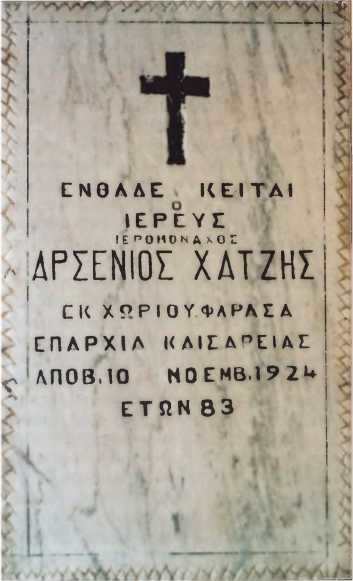 ΕΝΘΑΔΕ ΚΕΙΤΑΙ
Ο
ΙΕΡΕΥΣ
ΙΕΡΟΜΟΝΑΧΟΣ
ΑΡΣΕΝΙΟΣ ΧΑΤΖΗΣ
ΕΚ ΧΩΡΙΟΥ.ΦΑΡΑΣΑ
ΕΠΑΡΧΙΑ ΚΑΙΣΑΡΕΙΑΣ
ΑΠΟΒ.10 ΝΟΕΜΒ.1924
ΕΤΩΝ 83